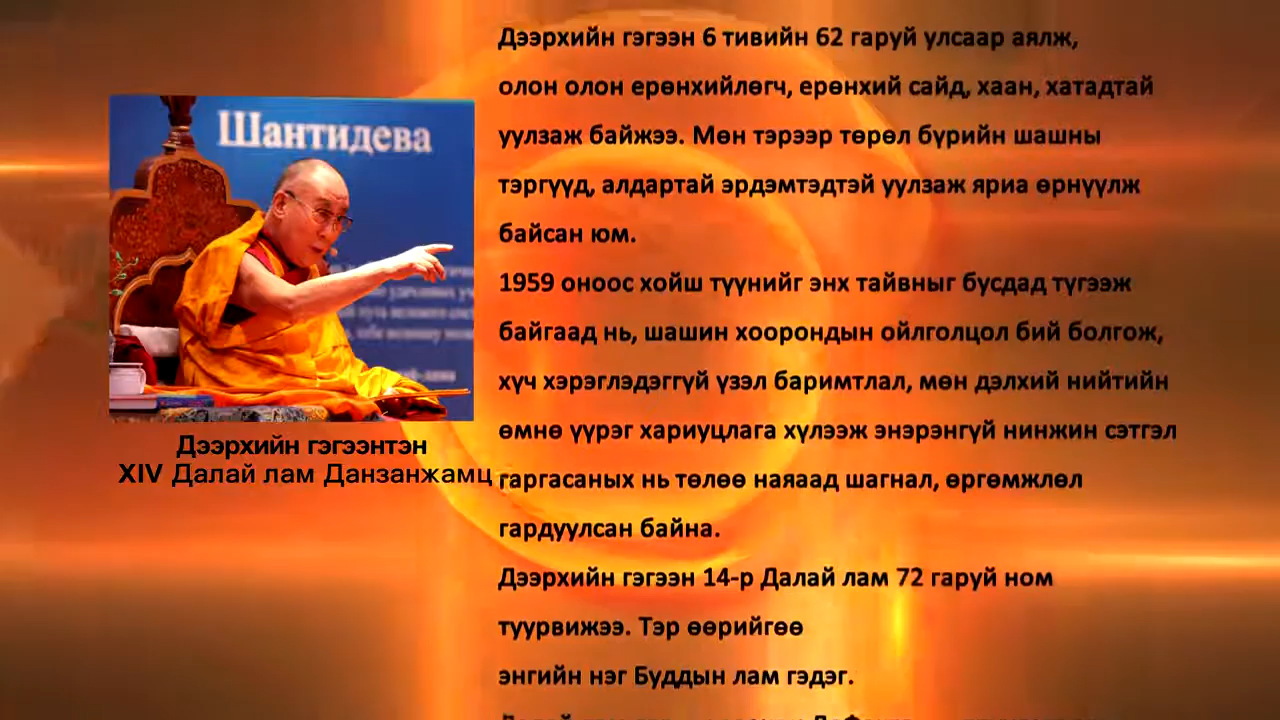 Шантидева
Дээрхийн гэгээнтэн
XIV Далай лам Данзанжамц
Дээрхийн гэгээн 6 тивийн 62 гаруй улсаар аялж,
олон олон ерөнхийлөгч, ерөнхий сайд, хаан, хатадтай
уулзаж байжээ. Мөн тэрээр төрөл бүрийн шашны
тэргүүд, алдартай эрдэмтэдтэй уулзаж яриа өрнүүлж
байсан юм.
1959 оноос хойш түүнийг энх тайвныг бусдад түгээж
байгаад нь, шашин хоорондын ойлголцол бий болгож,
хүч хэрэглэдэггүй үзэл баримтлал, мөн дэлхий нийтийн
өмнө үүрэг хариуцлага хүлээж энэрэнгүй нинжин сэтгэл
гаргасаных нь төлөө наяаад шагнал, өргөмжлөл
гардуулсан байна.
Дээрхийн гэгээн 14-р Далай лам 72 гаруй ном
туурвижээ. Тэр өөрийгөө
энгийн нэг Буддын лам гэдэг.